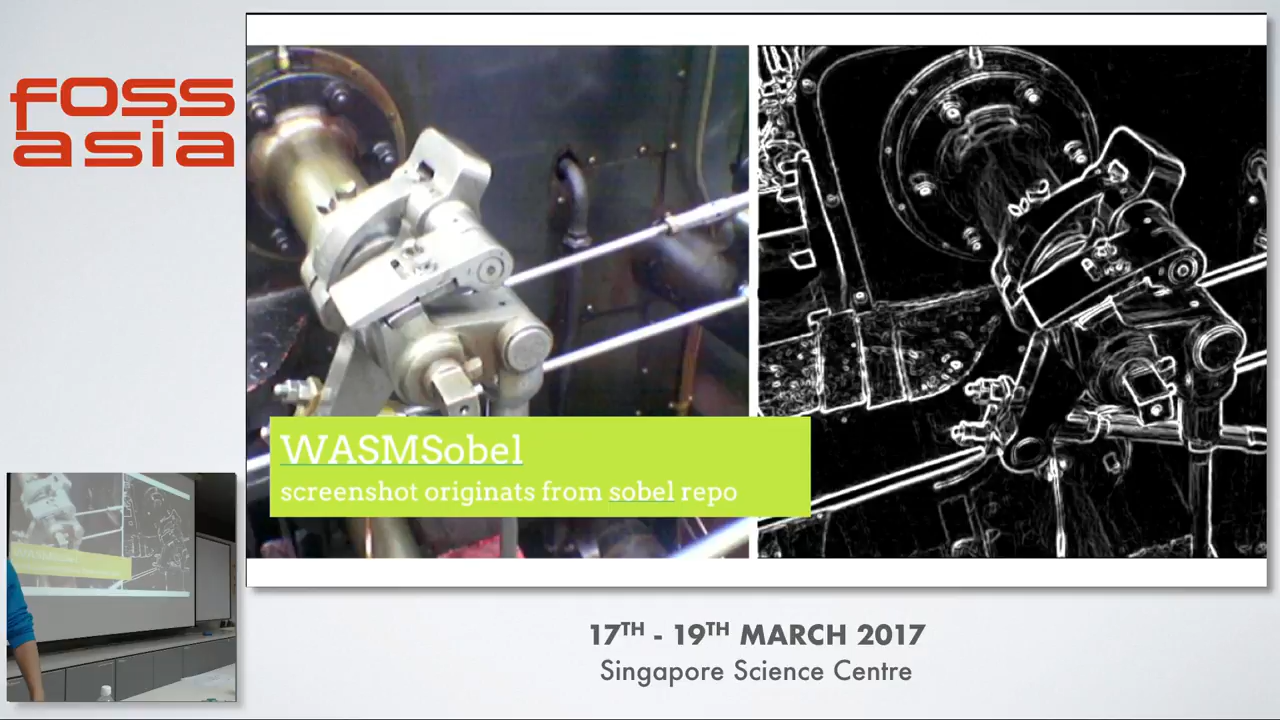 foss
asia
WASMSobel
screenshot originats from sobel repo
17TH - 19TH MARCH 2017
Singapore Science Centre